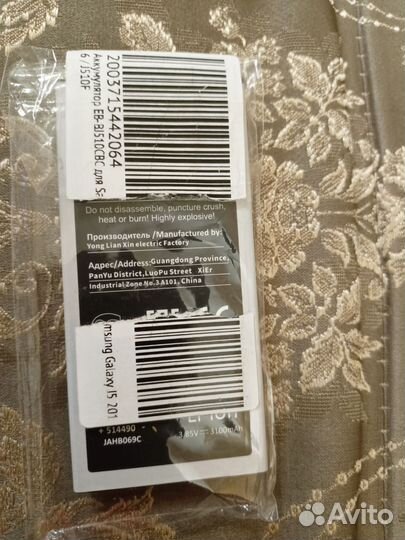 2003715442064
Аккумулятор EB-BJ510CBC для Sa
6/J510F
Do not disassemble, puncture crush,
heat or burn! Highly explosive!
Производитель /Manufactured by:
Yong Lian Xin electric Factory
Адрес/Address:Guangdong Province,
PanYu District,LuoPu Street XiEr
Industrial Zone No.3 A101, China
msung Galaxy J5 201
+ 514490 -
3.85V 3100mAh
JAHB069C
Avito